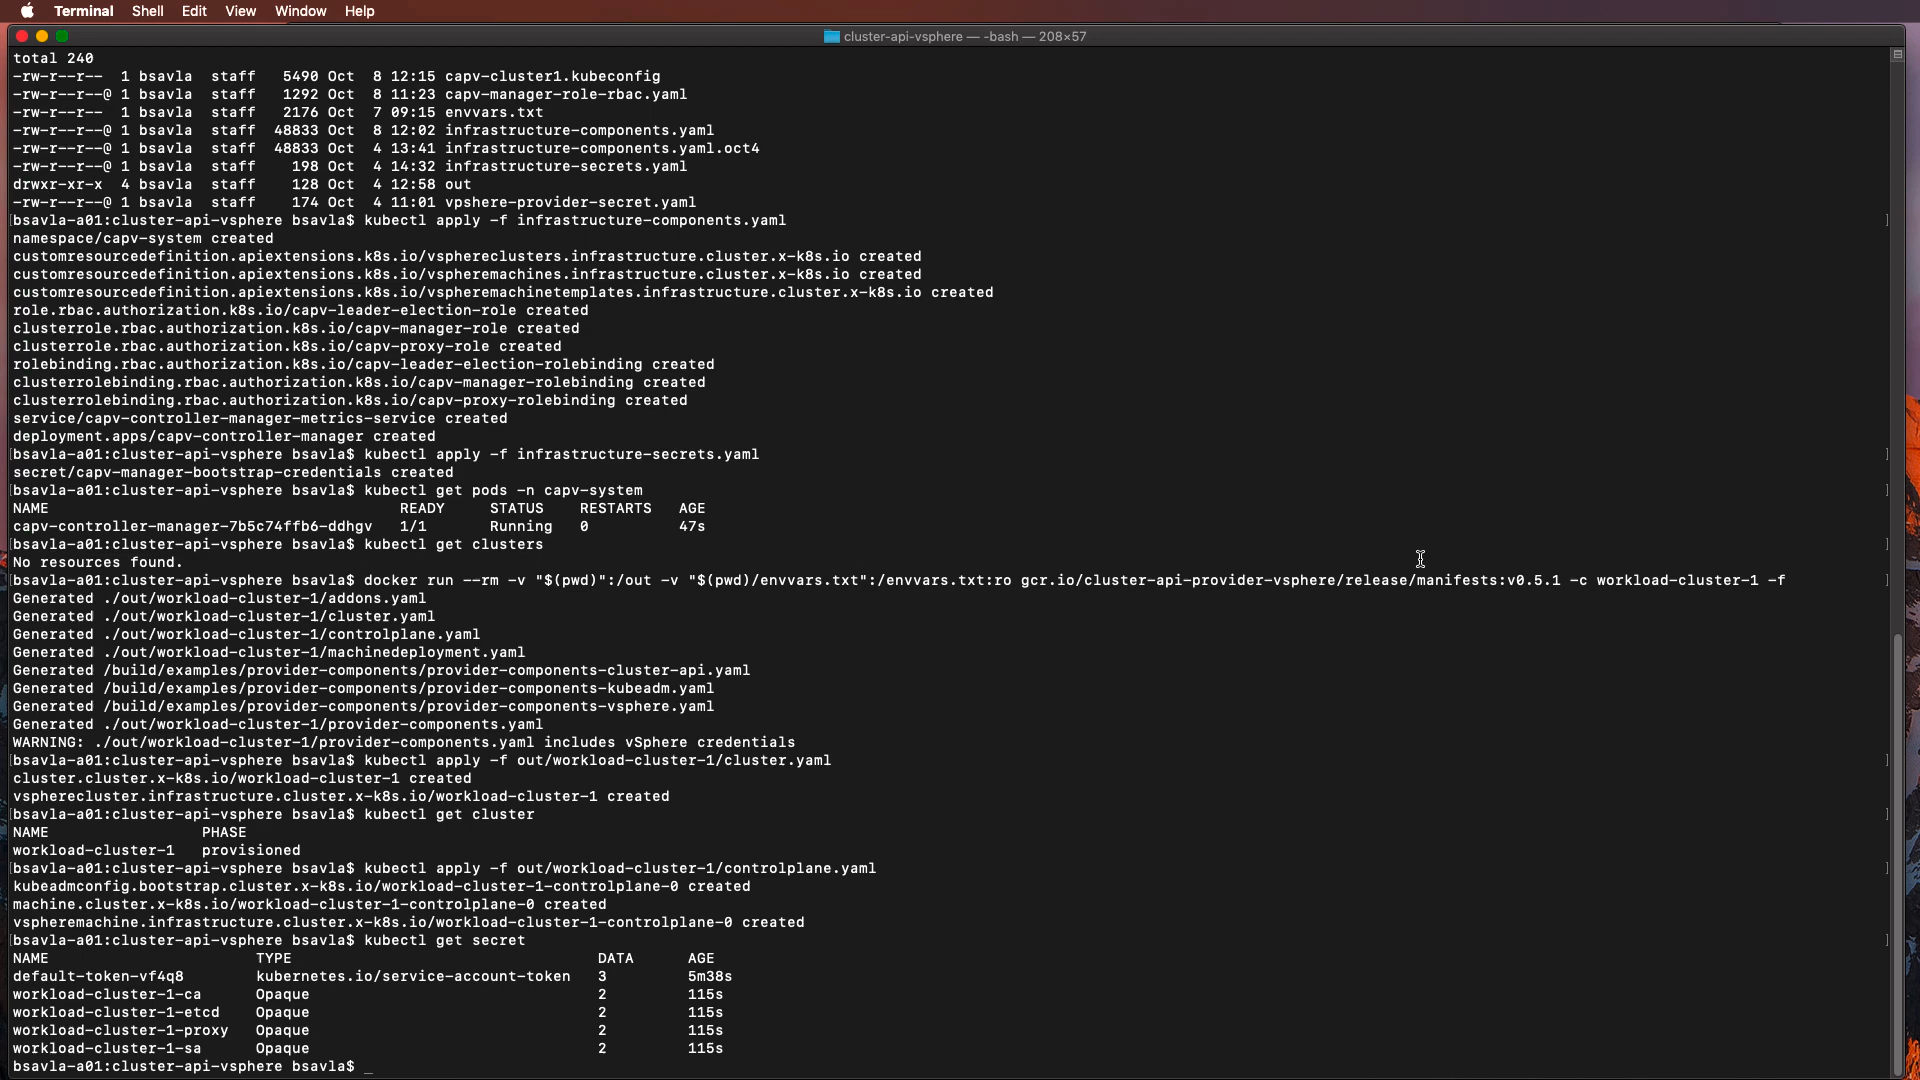 Terminal Shell Edit View Window Help
cluster-api-vsphere — -bash — 208×57
total 240
-rw-r--r--  1 bsavla  staff   5490 Oct  8 12:15 capv-cluster1.kubeconfig
-rw-r--r--@ 1 bsavla  staff   1292 Oct  8 11:23 capv-manager-role-rbac.yaml
-rw-r--r--  1 bsavla  staff   2176 Oct  7 09:15 envvars.txt
-rw-r--r--@ 1 bsavla  staff  48833 Oct  8 12:02 infrastructure-components.yaml
-rw-r--r--@ 1 bsavla  staff  48833 Oct  4 13:41 infrastructure-components.yaml.oct4
-rw-r--r--@ 1 bsavla  staff    198 Oct  4 14:32 infrastructure-secrets.yaml
drwxr-xr-x  4 bsavla  staff    128 Oct  4 12:58 out
-rw-r--r--@ 1 bsavla  staff    174 Oct  4 11:01 vpshere-provider-secret.yaml
[bsavla-a01:cluster-api-vsphere bsavla$ kubectl apply -f infrastructure-components.yaml ]
namespace/capv-system created
customresourcedefinition.apiextensions.k8s.io/vsphereclusters.infrastructure.cluster.x-k8s.io created
customresourcedefinition.apiextensions.k8s.io/vspheremachines.infrastructure.cluster.x-k8s.io created
customresourcedefinition.apiextensions.k8s.io/vspheremachinetemplates.infrastructure.cluster.x-k8s.io created
role.rbac.authorization.k8s.io/capv-leader-election-role created
clusterrole.rbac.authorization.k8s.io/capv-manager-role created
clusterrole.rbac.authorization.k8s.io/capv-proxy-role created
rolebinding.rbac.authorization.k8s.io/capv-leader-election-rolebinding created
clusterrolebinding.rbac.authorization.k8s.io/capv-manager-rolebinding created
clusterrolebinding.rbac.authorization.k8s.io/capv-proxy-rolebinding created
service/capv-controller-manager-metrics-service created
deployment.apps/capv-controller-manager created
[bsavla-a01:cluster-api-vsphere bsavla$ kubectl apply -f infrastructure-secrets.yaml ]
secret/capv-manager-bootstrap-credentials created
[bsavla-a01:cluster-api-vsphere bsavla$ kubectl get pods -n capv-system ]
NAME                                       READY     STATUS    RESTARTS   AGE
capv-controller-manager-7b5c74ffb6-ddhgv   1/1       Running   0          47s
[bsavla-a01:cluster-api-vsphere bsavla$ kubectl get clusters ]
No resources found.
[bsavla-a01:cluster-api-vsphere bsavla$ docker run --rm -v "$(pwd)":/out -v "$(pwd)/envvars.txt":/envvars.txt:ro gcr.io/cluster-api-provider-vsphere/release/manifests:v0.5.1 -c workload-cluster-1 -f ]
Generated ./out/workload-cluster-1/addons.yaml
Generated ./out/workload-cluster-1/cluster.yaml
Generated ./out/workload-cluster-1/controlplane.yaml
Generated ./out/workload-cluster-1/machinedeployment.yaml
Generated /build/examples/provider-components/provider-components-cluster-api.yaml
Generated /build/examples/provider-components/provider-components-kubeadm.yaml
Generated /build/examples/provider-components/provider-components-vsphere.yaml
Generated ./out/workload-cluster-1/provider-components.yaml
WARNING: ./out/workload-cluster-1/provider-components.yaml includes vSphere credentials
[bsavla-a01:cluster-api-vsphere bsavla$ kubectl apply -f out/workload-cluster-1/cluster.yaml ]
cluster.cluster.x-k8s.io/workload-cluster-1 created
vspherecluster.infrastructure.cluster.x-k8s.io/workload-cluster-1 created
[bsavla-a01:cluster-api-vsphere bsavla$ kubectl get cluster ]
NAME                 PHASE
workload-cluster-1   provisioned
[bsavla-a01:cluster-api-vsphere bsavla$ kubectl apply -f out/workload-cluster-1/controlplane.yaml ]
kubeadmconfig.bootstrap.cluster.x-k8s.io/workload-cluster-1-controlplane-0 created
machine.cluster.x-k8s.io/workload-cluster-1-controlplane-0 created
vspheremachine.infrastructure.cluster.x-k8s.io/workload-cluster-1-controlplane-0 created
[bsavla-a01:cluster-api-vsphere bsavla$ kubectl get secret ]
NAME                       TYPE                                  DATA      AGE
default-token-vf4q8        kubernetes.io/service-account-token   3         5m38s
workload-cluster-1-ca      Opaque                                2         115s
workload-cluster-1-etcd    Opaque                                2         115s
workload-cluster-1-proxy   Opaque                                2         115s
workload-cluster-1-sa      Opaque                                2         115s
bsavla-a01:cluster-api-vsphere bsavla$ _